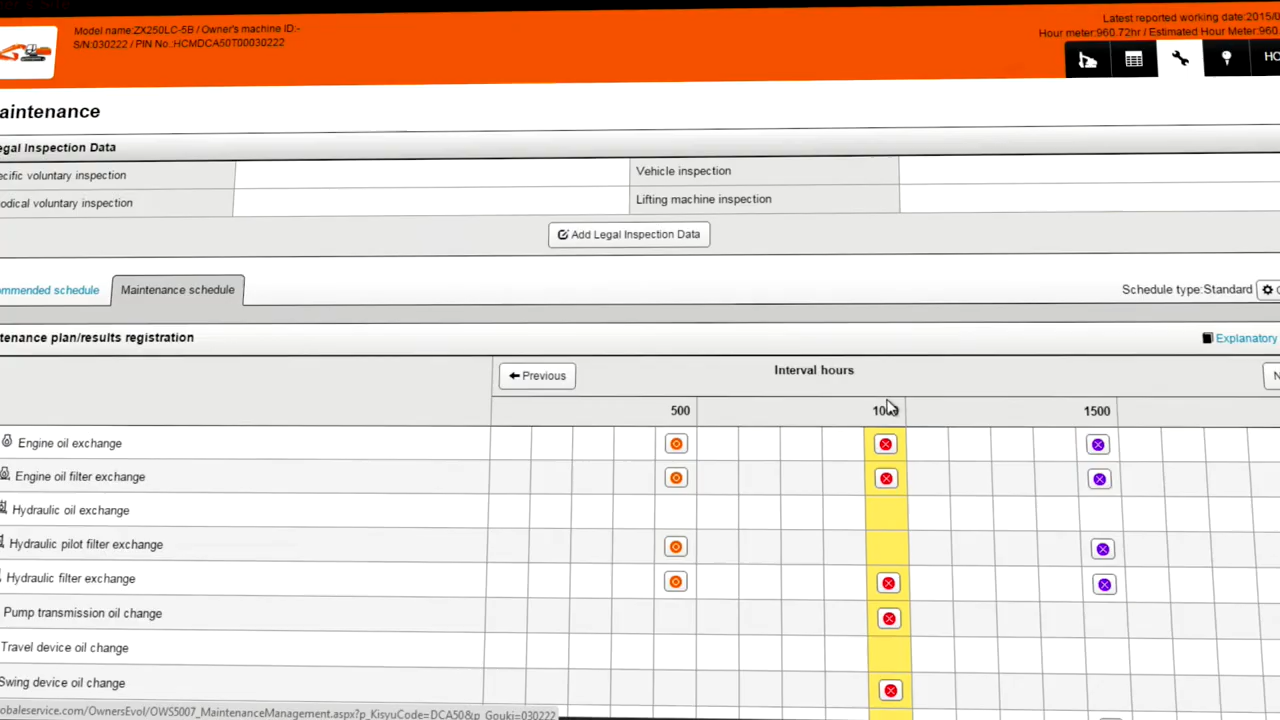 Model name:ZX250LC-5B / Owner's machine ID:-
S/N:030222 / PIN No.:HCMDCA50T00030222
Latest reported working date:2015/0
Hour meter:960.72hr / Estimated Hour Meter:960.
HO
aintenance
egal Inspection Data
ecific voluntary inspection
Vehicle inspection
odical voluntary inspection
Lifting machine inspection
Add Legal Inspection Data
ommended schedule
Maintenance schedule
Schedule type:Standard
tenance plan/results registration
Explanatory
Previous
Interval hours
N
500
1000
1500
Engine oil exchange
Engine oil filter exchange
Hydraulic oil exchange
Hydraulic pilot filter exchange
Hydraulic filter exchange
Pump transmission oil change
Travel device oil change
Swing device oil change
obaleservice.com/OwnersEvol/OWS5007_MaintenanceManagement.aspx?p_KisyuCode=DCA50&p_Gouki=030222